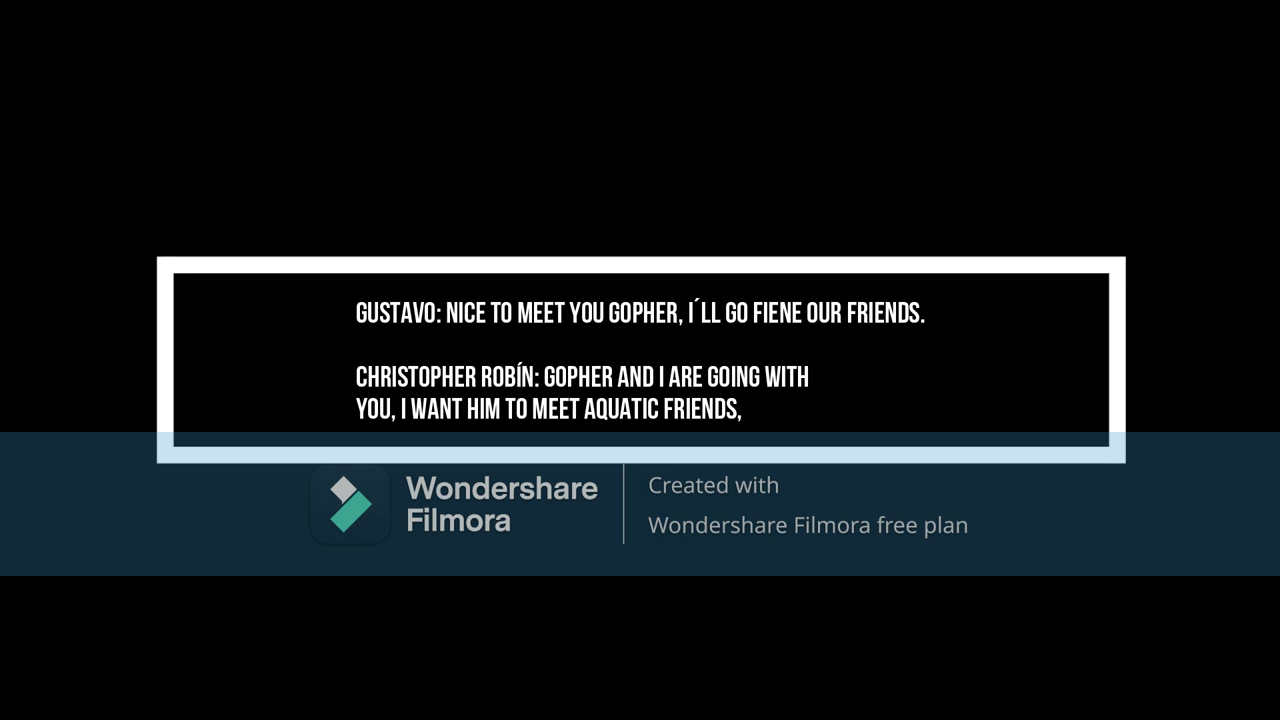 GUSTAVO: NICE TO MEET YOU GOPHER, I´LL GO FIENE OUR FRIENDS.
CHRISTOPHER ROBÍN: GOPHER AND I ARE GOING WITH
YOU, I WANT HIM TO MEET AQUATIC FRIENDS,
Wondershare
Filmora
Created with
Wondershare Filmora free plan